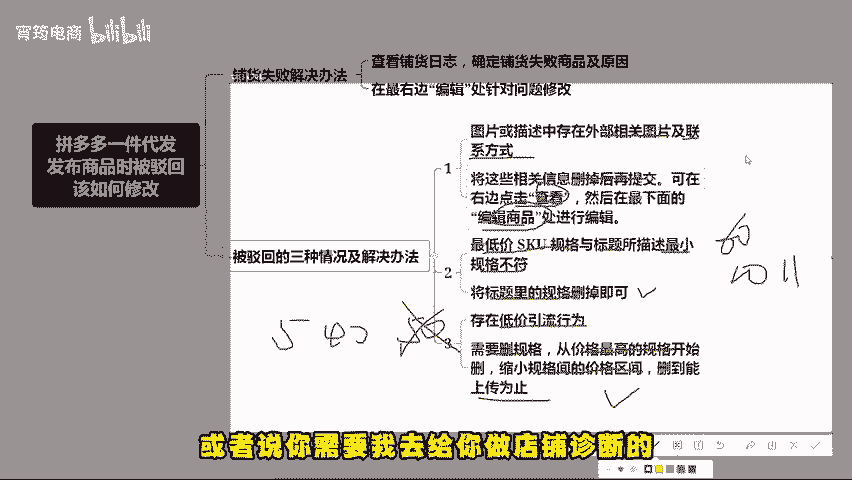 宵筠电商 bilibili
铺货失败解决办法
查看铺货日志，确定铺货失败商品及原因
在最右边“编辑”处针对问题修改
拼多多一件代发
发布商品时被驳回
该如何修改
被驳回的三种情况及解决办法
1
图片或描述中存在外部相关图片及联
系方式
将这些相关信息删掉后再提交。可在
右边点击“查看”，然后在最下面的
“编辑商品”处进行编辑。
2
最低价 SKU 规格与标题所描述最小
规格不符
将标题里的规格删掉即可
3
存在低价引流行为
需要删规格，从价格最高的规格开始
删，缩小规格间的价格区间，删到能
上传为止
5 40 50
或者说你需要我去给你做店铺诊断的